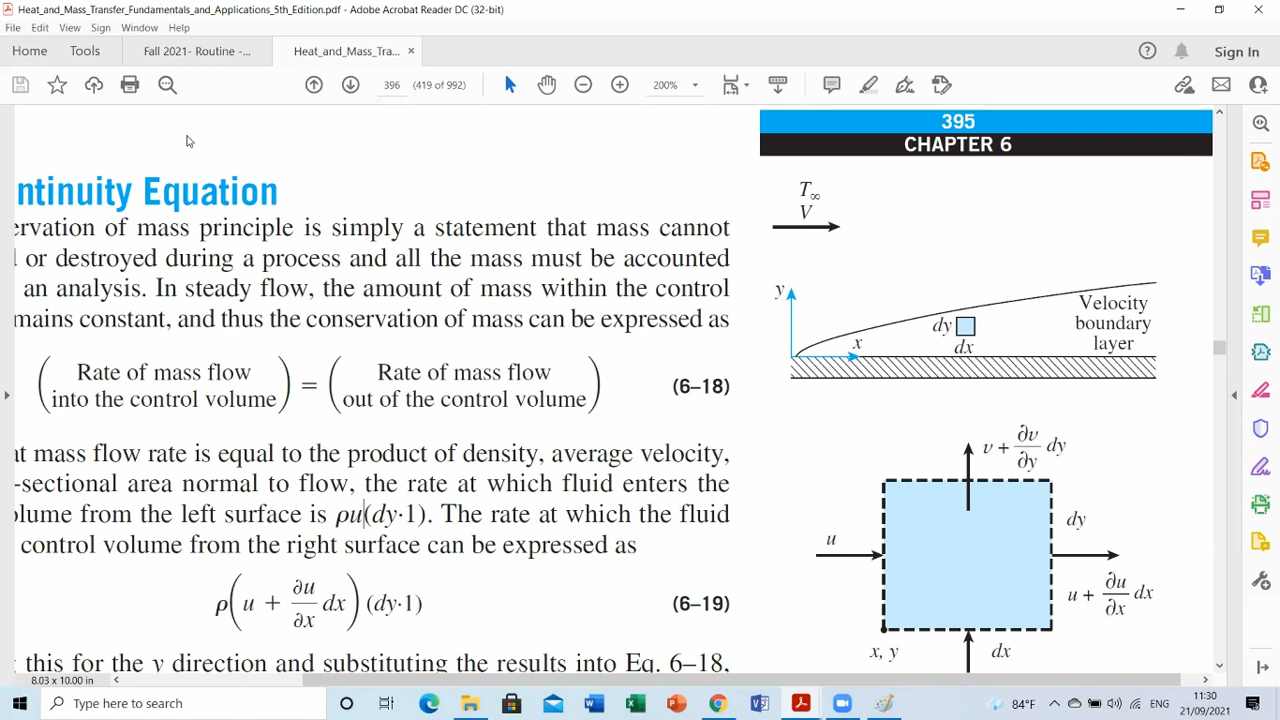 Heat_and_Mass_Transfer_Fundamentals_and_Applications_5th_Edition.pdf - Adobe Acrobat Reader DC (32-bit)
File Edit View Sign Window Help
Home Tools Fall 2021- Routine -... Heat_and_Mass_Tra... × Sign In
396 (419 of 992) 200%
395
CHAPTER 6
ntinuity Equation
ervation of mass principle is simply a statement that mass cannot
l or destroyed during a process and all the mass must be accounted
an analysis. In steady flow, the amount of mass within the control
mains constant, and thus the conservation of mass can be expressed as
(Rate of mass flow into the control volume) = (Rate of mass flow out of the control volume) (6–18)
at mass flow rate is equal to the product of density, average velocity,
-sectional area normal to flow, the rate at which fluid enters the
olume from the left surface is ρu(dy·1). The rate at which the fluid
control volume from the right surface can be expressed as
ρ(u + ∂u/∂x dx)(dy·1) (6–19)
this for the y direction and substituting the results into Eq. 6–18,
T∞
V
y
x
dy
dx
Velocity
boundary
layer
υ + ∂υ/∂y dy
dy
u
u + ∂u/∂x dx
x, y
dx
8.03 x 10.00 in
Type here to search
84°F ENG 11:30
21/09/2021